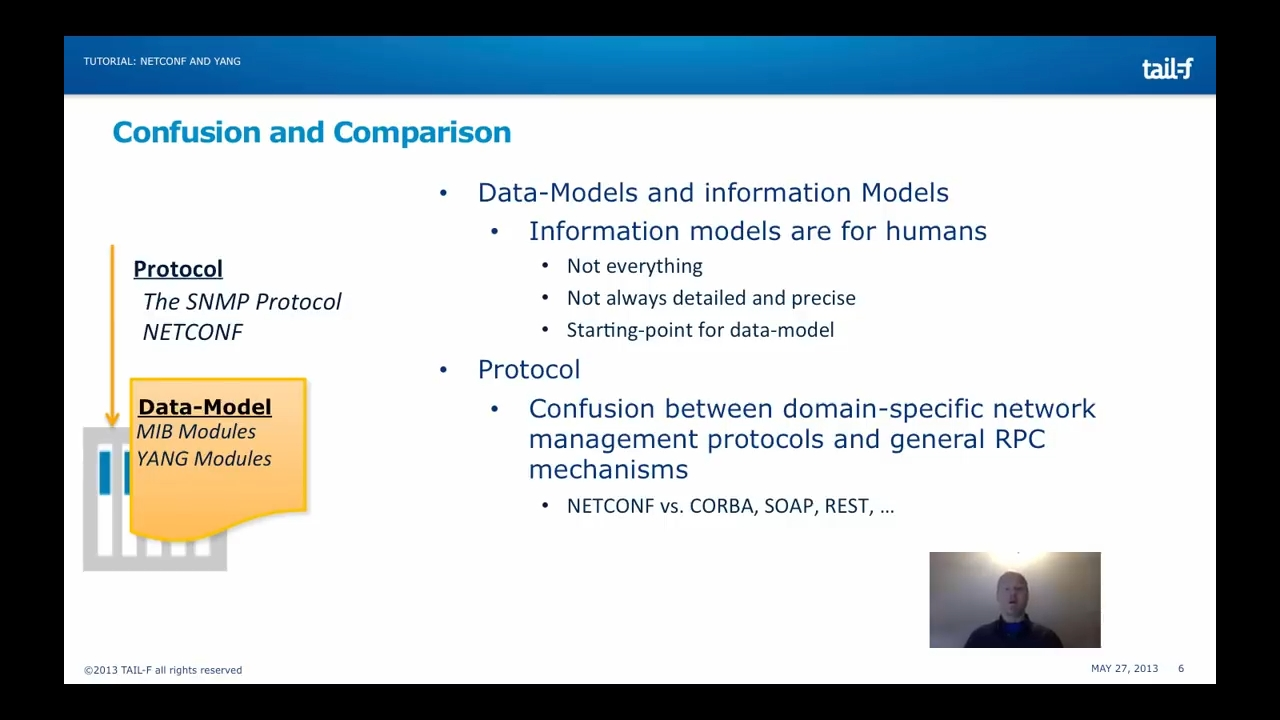 TUTORIAL: NETCONF AND YANG
tail-f
Confusion and Comparison
Protocol
The SNMP Protocol
NETCONF
Data-Model
MIB Modules
YANG Modules
• Data-Models and information Models
• Information models are for humans
• Not everything
• Not always detailed and precise
• Starting-point for data-model
• Protocol
• Confusion between domain-specific network
management protocols and general RPC
mechanisms
• NETCONF vs. CORBA, SOAP, REST, ...
©2013 TAIL-F all rights reserved
MAY 27, 2013 6